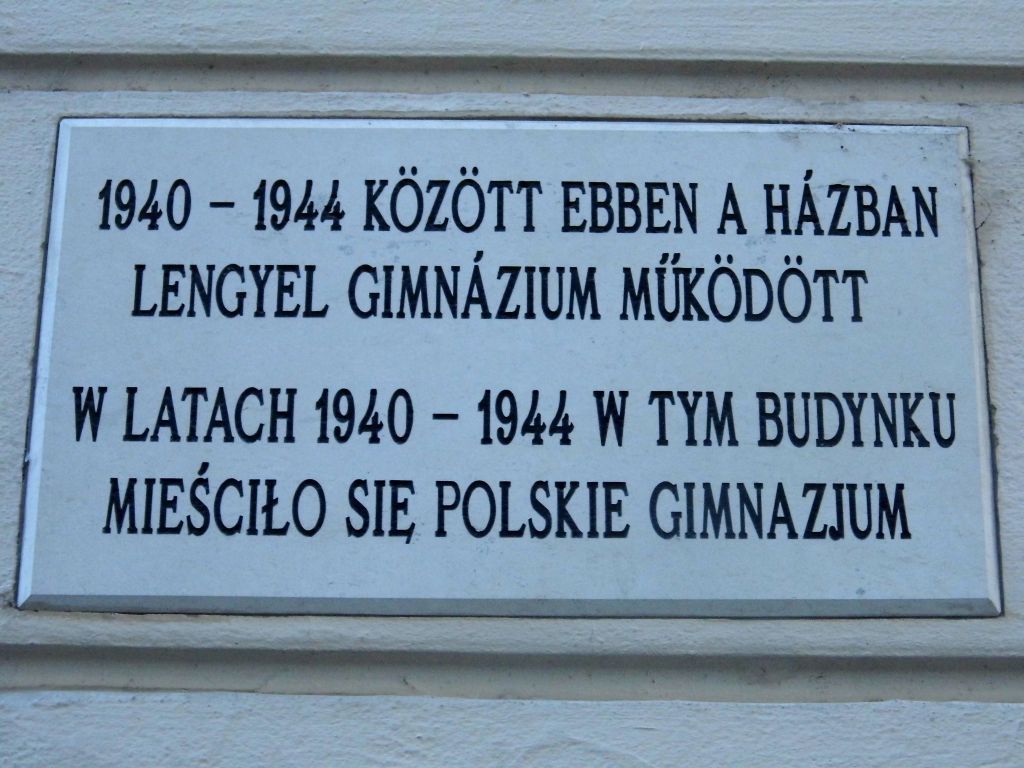 1940 – 1944 KÖZÖTT EBBEN A HÁZBAN
LENGYEL GIMNÁZIUM MŰKÖDÖTT
W LATACH 1940 – 1944 W TYM BUDYNKU
MIEŚCIŁO SIĘ POLSKIE GIMNAZJUM